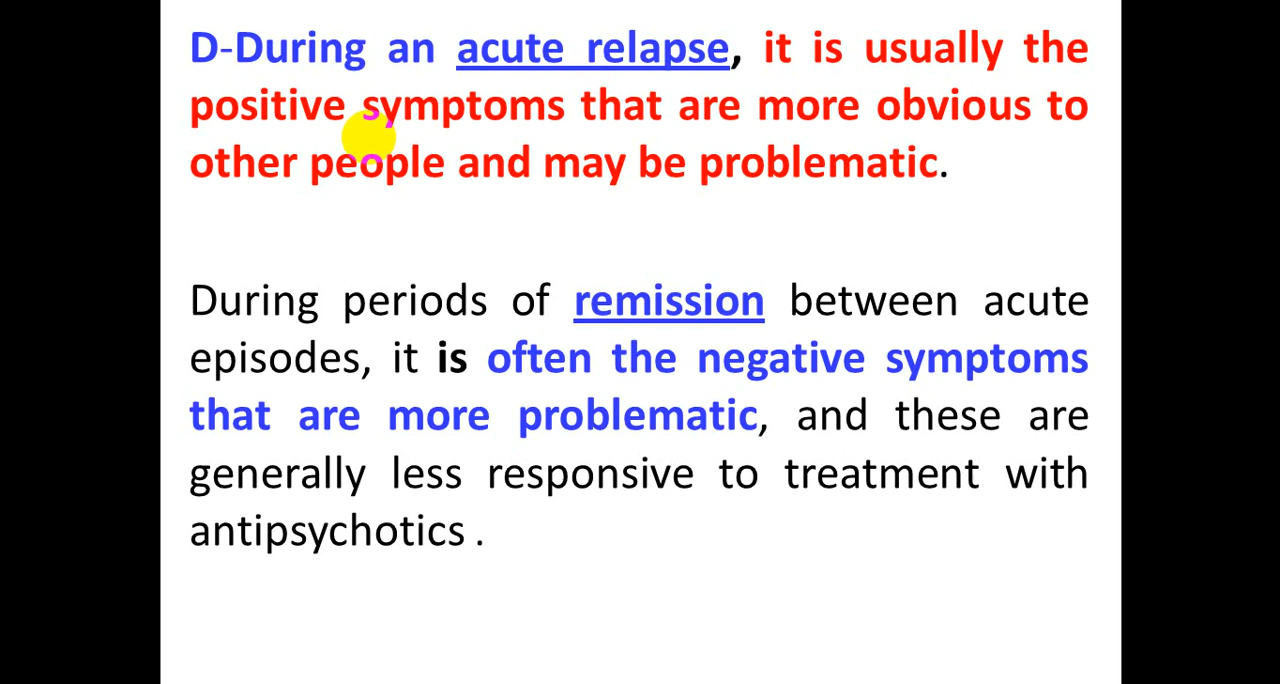 D-During an acute relapse, it is usually the
positive symptoms that are more obvious to
other people and may be problematic.
During periods of remission between acute
episodes, it is often the negative symptoms
that are more problematic, and these are
generally less responsive to treatment with
antipsychotics .